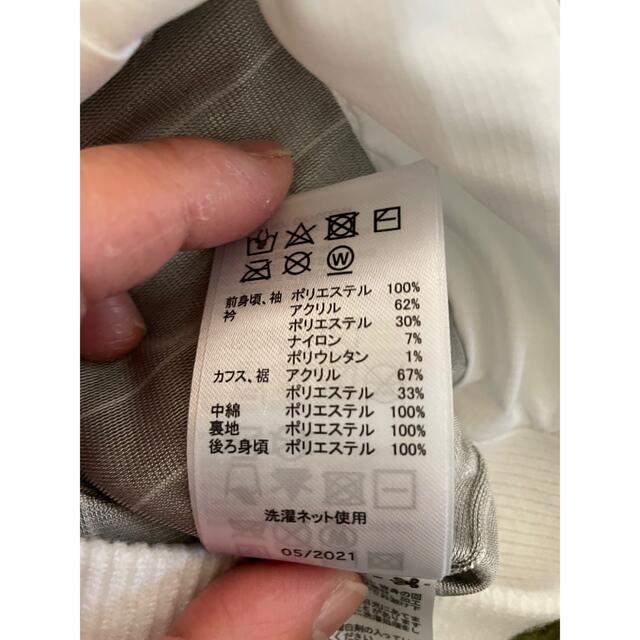 前身頃、袖 ポリエステル 100%
衿 アクリル 62%
ポリエステル 30%
ナイロン 7%
ポリウレタン 1%
カフス、裾 アクリル 67%
ポリエステル 33%
中綿 ポリエステル 100%
裏地 ポリエステル 100%
後ろ身頃 ポリエステル 100%
洗濯ネット使用
05/2021